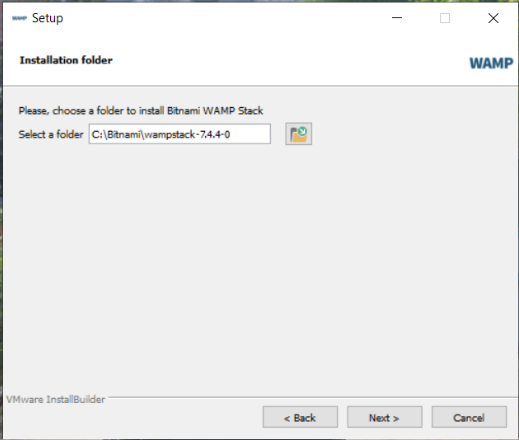 WAMP Setup
Installation folder
WAMP
Please, choose a folder to install Bitnami WAMP Stack
Select a folder C:\Bitnami\wampstack-7.4.4-0
VMware InstallBuilder
< Back Next > Cancel